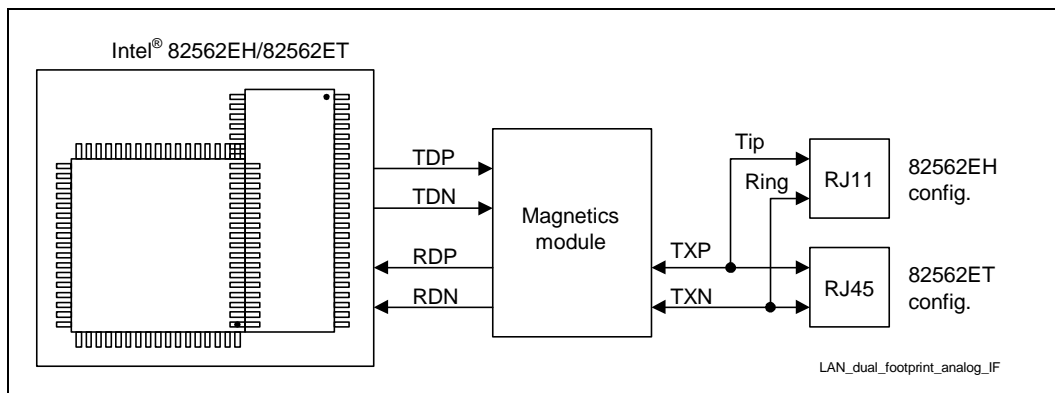 Intel® 82562EH/82562ET
TDP
TDN
RDP
RDN
Magnetics
module
Tip
Ring
TXP
TXN
RJ11
82562EH
config.
RJ45
82562ET
config.
LAN_dual_footprint_analog_IF